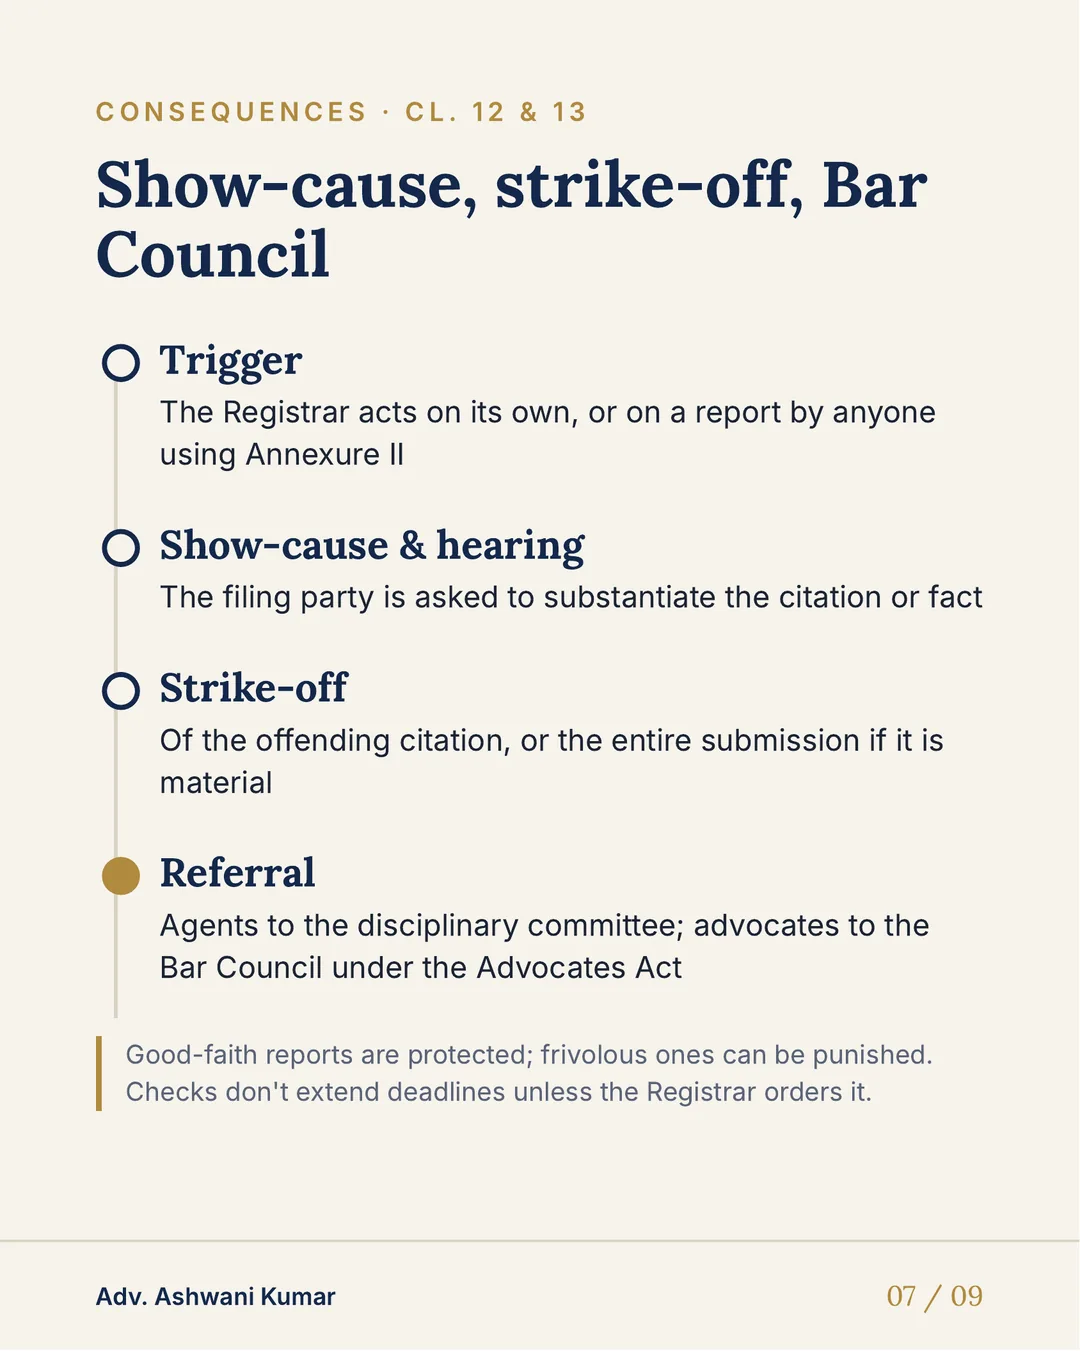 CONSEQUENCES · CL. 12 & 13
Show-cause, strike-off, Bar
Council
Trigger
The Registrar acts on its own, or on a report by anyone
using Annexure II
Show-cause & hearing
The filing party is asked to substantiate the citation or fact
Strike-off
Of the offending citation, or the entire submission if it is
material
Referral
Agents to the disciplinary committee; advocates to the
Bar Council under the Advocates Act
Good-faith reports are protected; frivolous ones can be punished.
Checks don't extend deadlines unless the Registrar orders it.
Adv. Ashwani Kumar
07 / 09